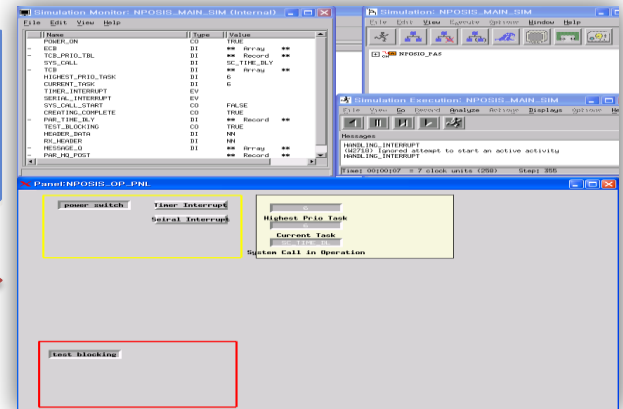 Simulation Monitor: NPOSIS_MAIN_SIM (Internal)
File Edit View Help
Name Type Value
POWER_ON CO TRUE
- ECB DI ** Array **
- TCB_PRIO_TBL DI ** Record **
SYS_CALL DI SC_TIME_DLY
- TCB DI ** Array **
HIGHEST_PRIO_TASK DI 6
CURRENT_TASK DI 6
TIMER_INTERRUPT EV
SERIAL_INTERRUPT EV
SYS_CALL_START CO FALSE
CREATING_COMPLETE CO TRUE
- PAR_TIME_DLY DI ** Record **
TEST_BLOCKING CO TRUE
HEADER_DATA DI NN
RX_HEADER DI NN
- MESSAGE_Q DI ** Array **
- PAR_MQ_POST DI ** Record **
Simulation: NPOSIS_MAIN_SIM
File Edit View Execute Options Window Help
NPOSIO_PAS
Simulation Execution: NPOSIS_MAIN_SIM
File View Go Record Analyze Actions Displays Options
Messages
HANDLING_INTERRUPT
(W2718) Ignored attempt to start an active activity
HANDLING_INTERRUPT
Time: 00:00:07 = 7 clock units (258) Step: 355
Panel:NPOSIS_OP_PNL
power switch Timer Interrupt
Seiral Interrupt
6
Highest Prio Task
Current Task
SC_TIME_DL
System Call in Operation
test blocking